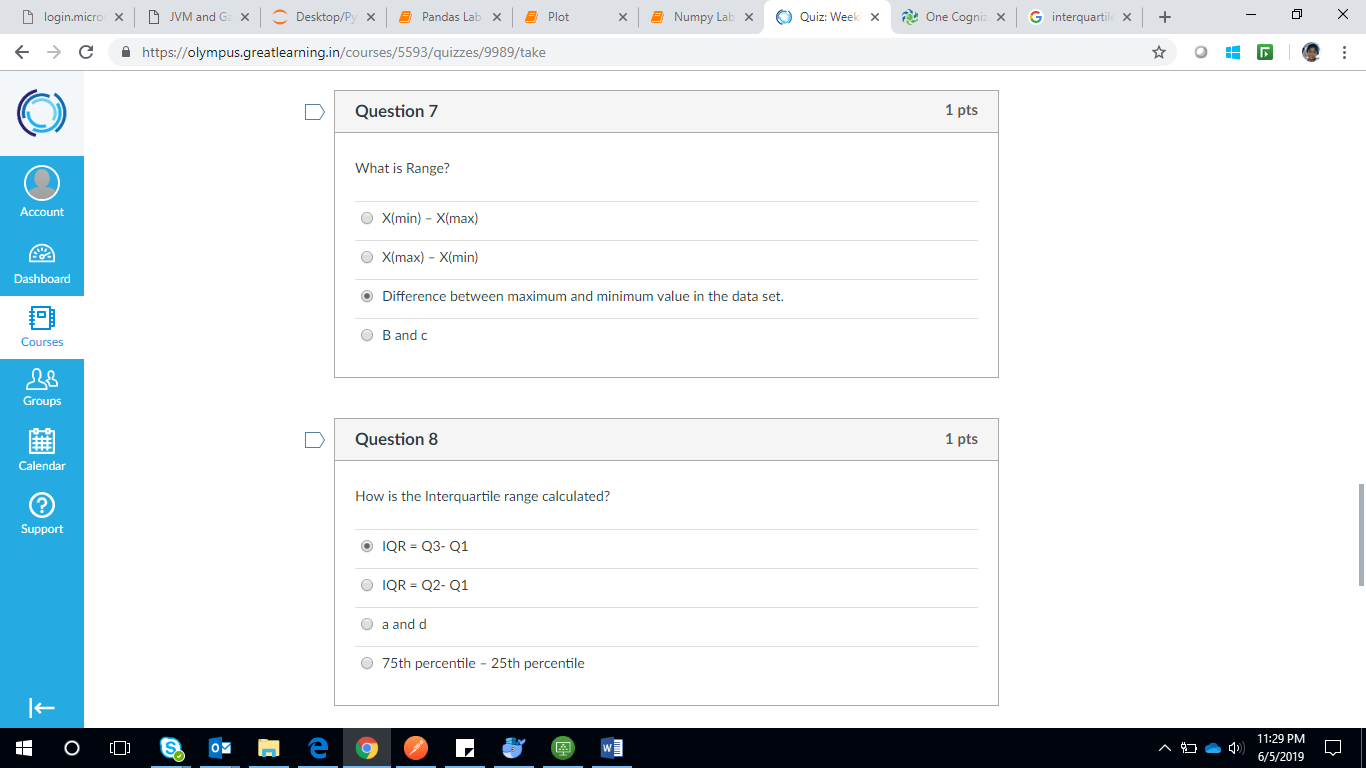 login.micro
JVM and Ga
Desktop/Py
Pandas Lab
Plot
Numpy Lab
Quiz: Week
One Cogniz
interquartile
https://olympus.greatlearning.in/courses/5593/quizzes/9989/take
Account
Dashboard
Courses
Groups
Calendar
Support
Question 7
1 pts
What is Range?
X(min) – X(max)
X(max) – X(min)
Difference between maximum and minimum value in the data set.
B and c
Question 8
1 pts
How is the Interquartile range calculated?
IQR = Q3- Q1
IQR = Q2- Q1
a and d
75th percentile – 25th percentile
11:29 PM
6/5/2019